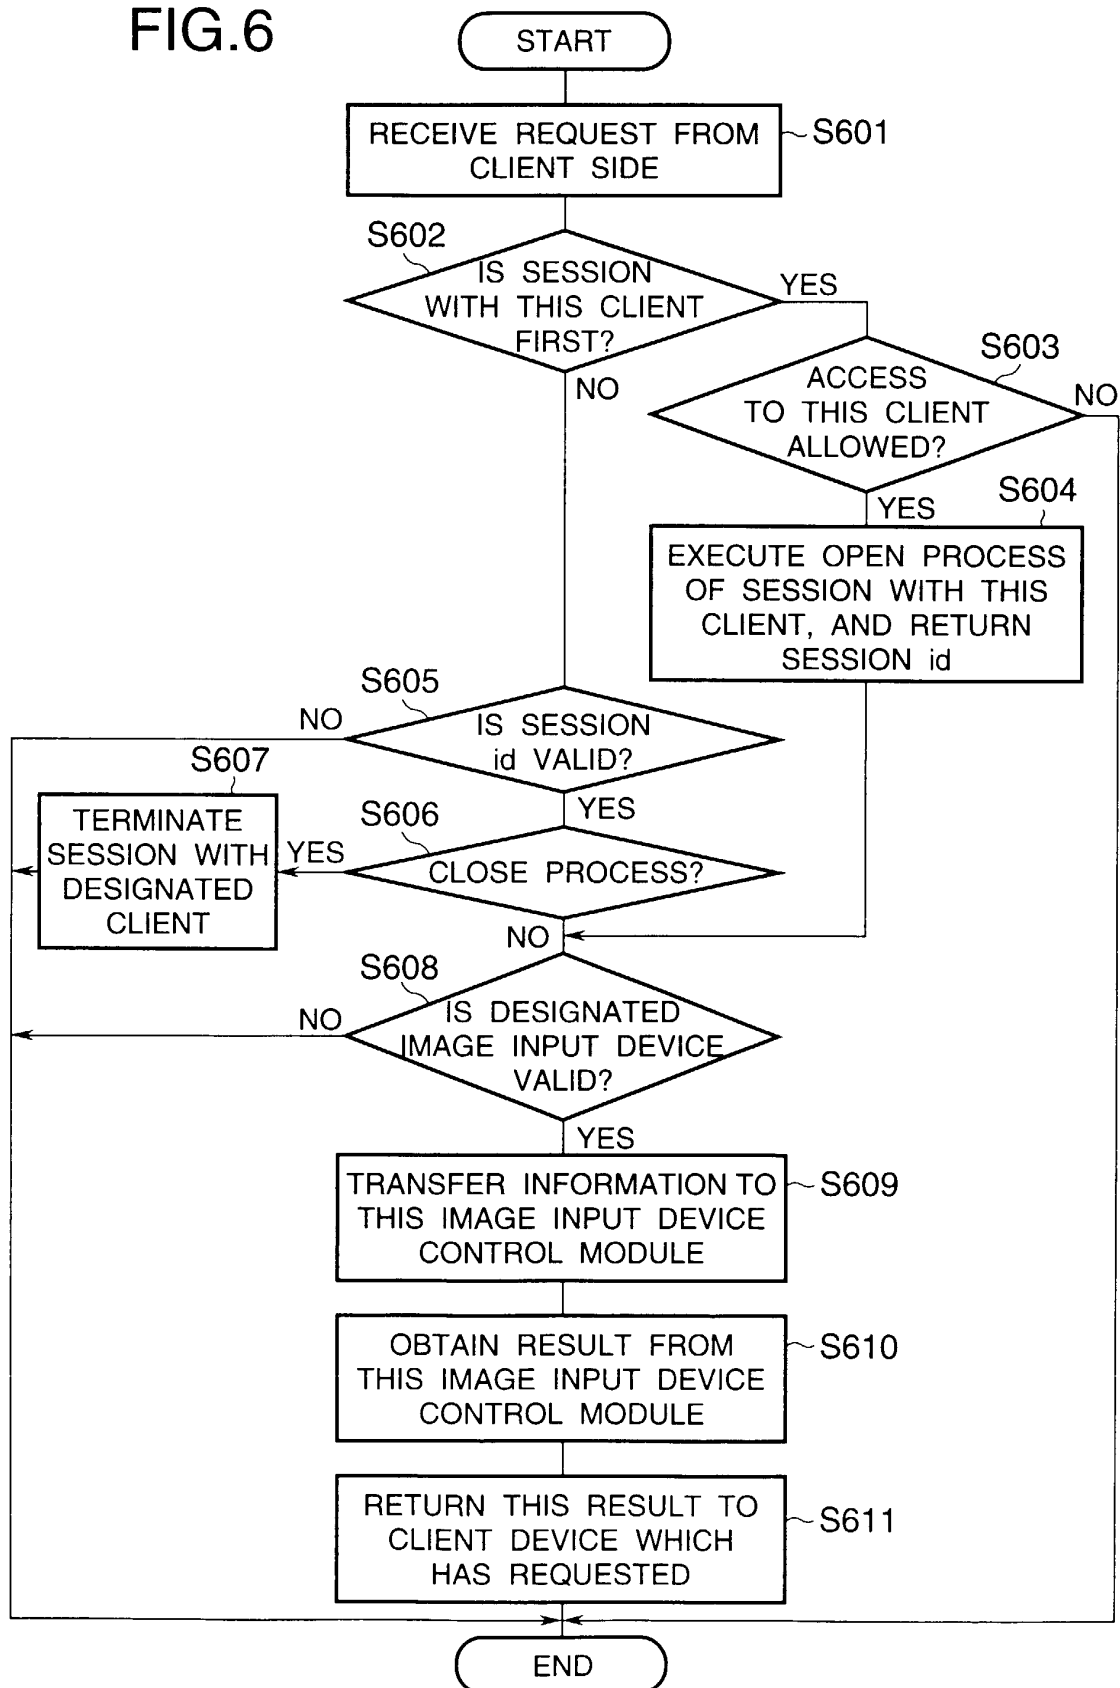 FIG.6
START
RECEIVE REQUEST FROM
CLIENT SIDE
S601
S602
IS SESSION
WITH THIS CLIENT
FIRST?
YES
NO
S603
ACCESS
TO THIS CLIENT
ALLOWED?
NO
YES
S604
EXECUTE OPEN PROCESS
OF SESSION WITH THIS
CLIENT, AND RETURN
SESSION id
S605
NO
IS SESSION
id VALID?
YES
S606
CLOSE PROCESS?
YES
S607
TERMINATE
SESSION WITH
DESIGNATED
CLIENT
NO
S608
NO
IS DESIGNATED
IMAGE INPUT DEVICE
VALID?
YES
TRANSFER INFORMATION TO
THIS IMAGE INPUT DEVICE
CONTROL MODULE
S609
OBTAIN RESULT FROM
THIS IMAGE INPUT DEVICE
CONTROL MODULE
S610
RETURN THIS RESULT TO
CLIENT DEVICE WHICH
HAS REQUESTED
S611
END